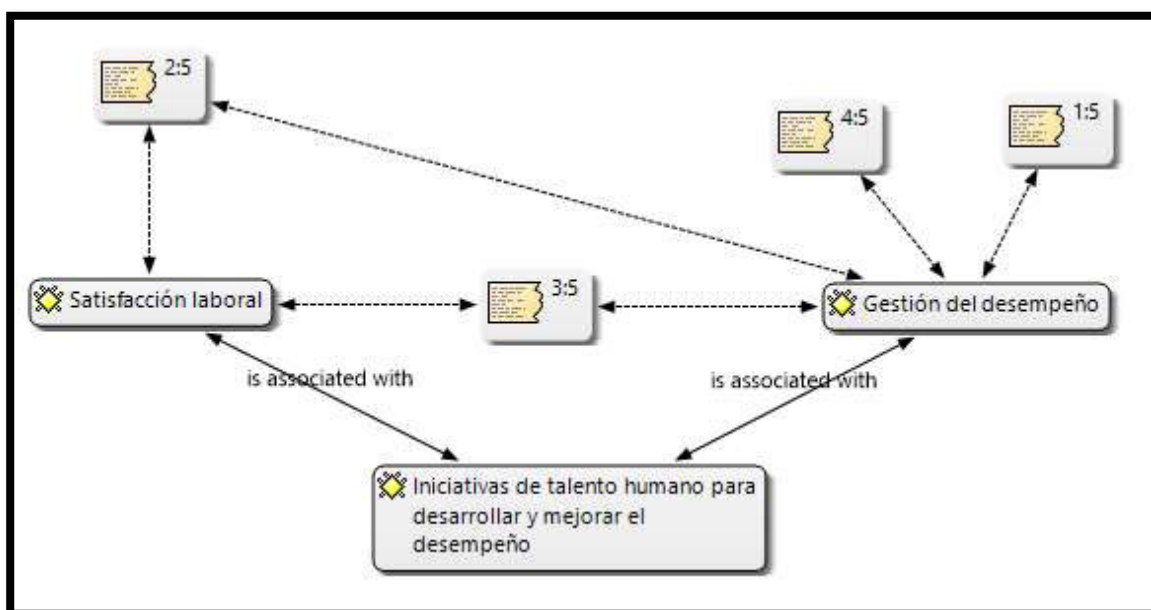 2:5
4:5
1:5
Satisfacción laboral
3:5
Gestión del desempeño
is associated with
is associated with
Iniciativas de talento humano para
desarrollar y mejorar el
desempeño